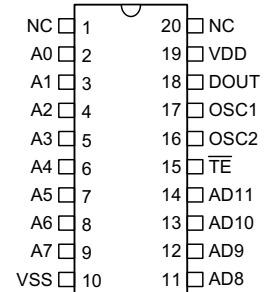 NC 1 20 NC
A0 2 19 VDD
A1 3 18 DOUT
A2 4 17 OSC1
A3 5 16 OSC2
A4 6 15 TE
A5 7 14 AD11
A6 8 13 AD10
A7 9 12 AD9
VSS 10 11 AD8